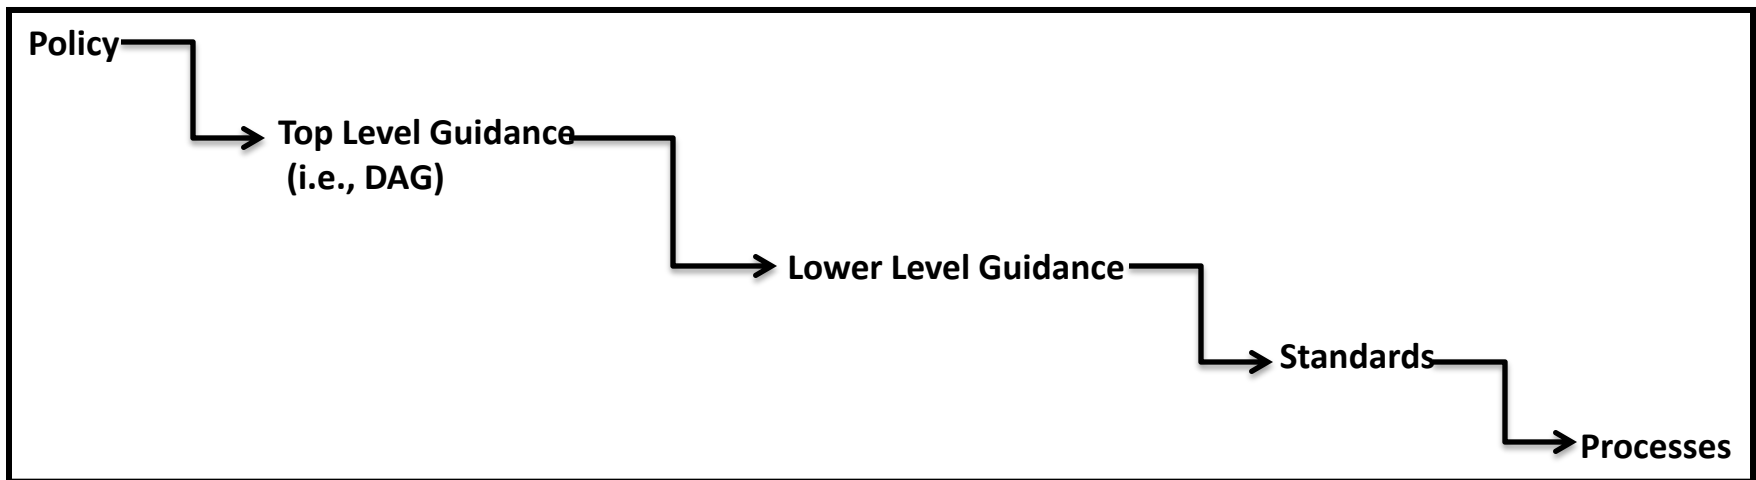 Policy
Top Level Guidance
(i.e., DAG)
Lower Level Guidance
Standards
Processes